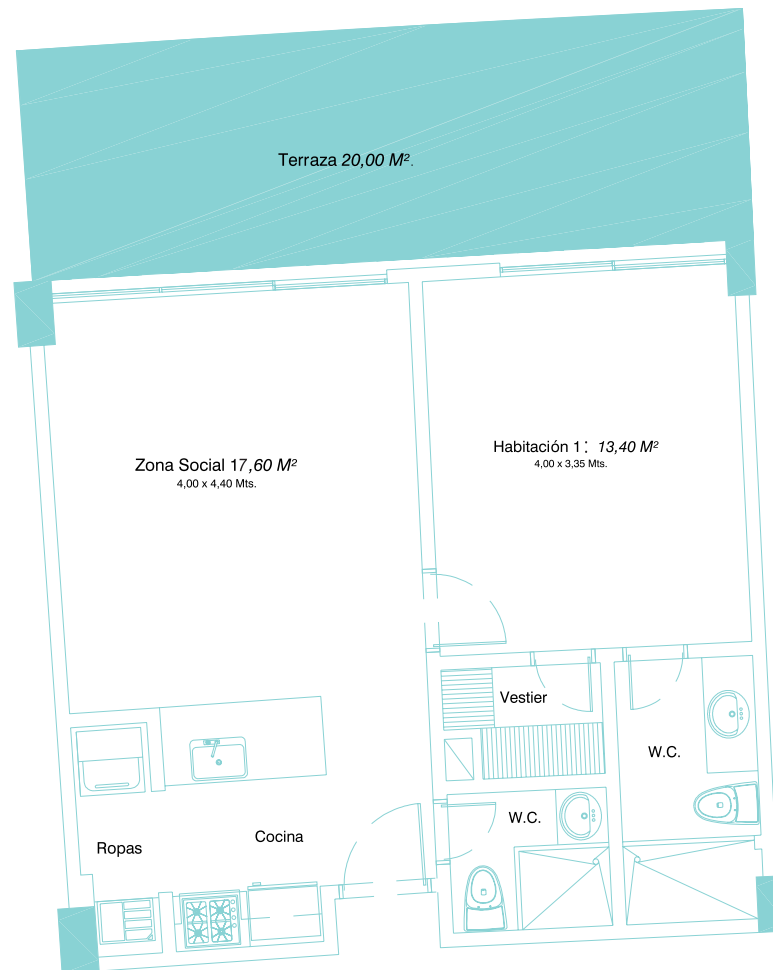 Terraza 20,00 M².
Habitación 1: 13,40 M²
4,00 x 3,35 Mts.
Zona Social 17,60 M²
4,00 x 4,40 Mts.
Vestier
W.C.
W.C.
Cocina
Ropas